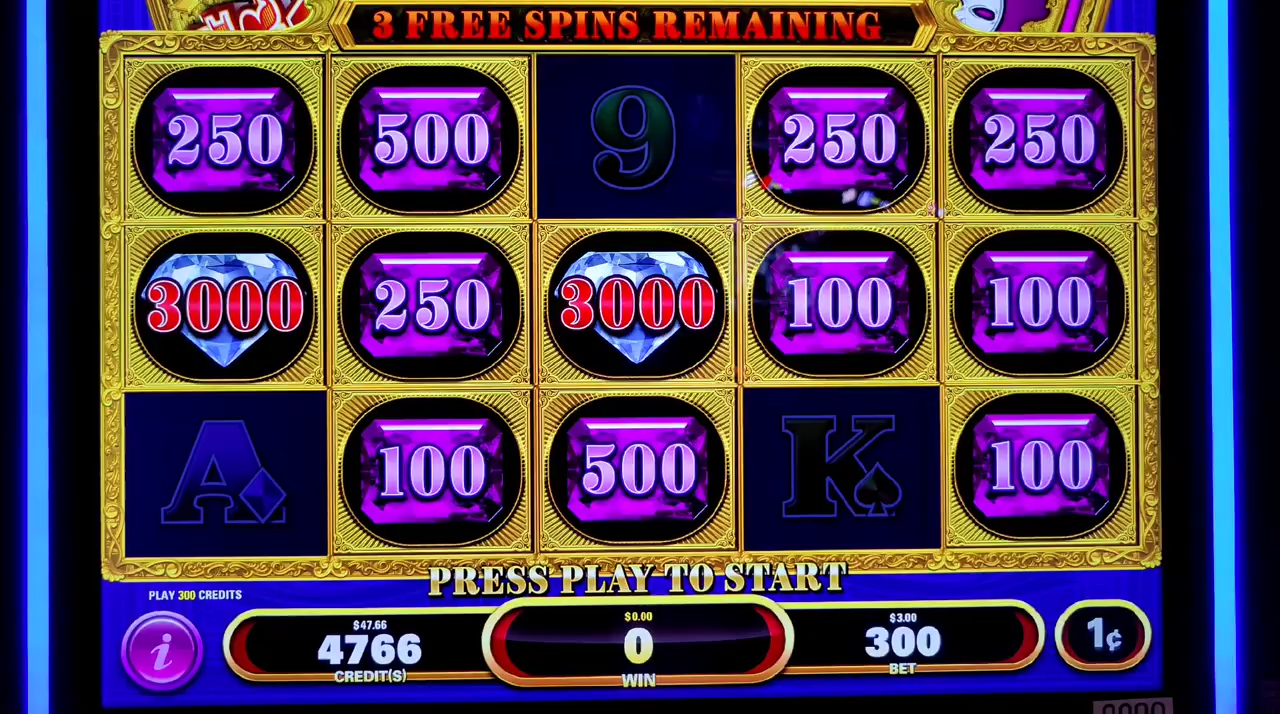 3 FREE SPINS REMAINING
250 500 9 250 250
3000 250 3000 100 100
A 100 500 K 100
PRESS PLAY TO START
PLAY 300 CREDITS
$47.66 $0.00 $3.00
4766 0 300 1¢
CREDIT(S) WIN BET
i